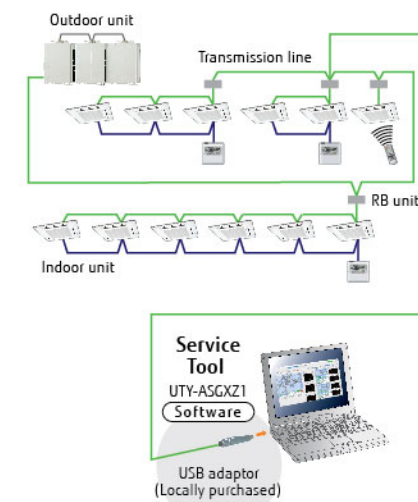 Outdoor unit
Transmission line
RB unit
Indoor unit
Service
Tool
UTY-ASGXZ1
Software
USB adaptor
(Locally purchased)